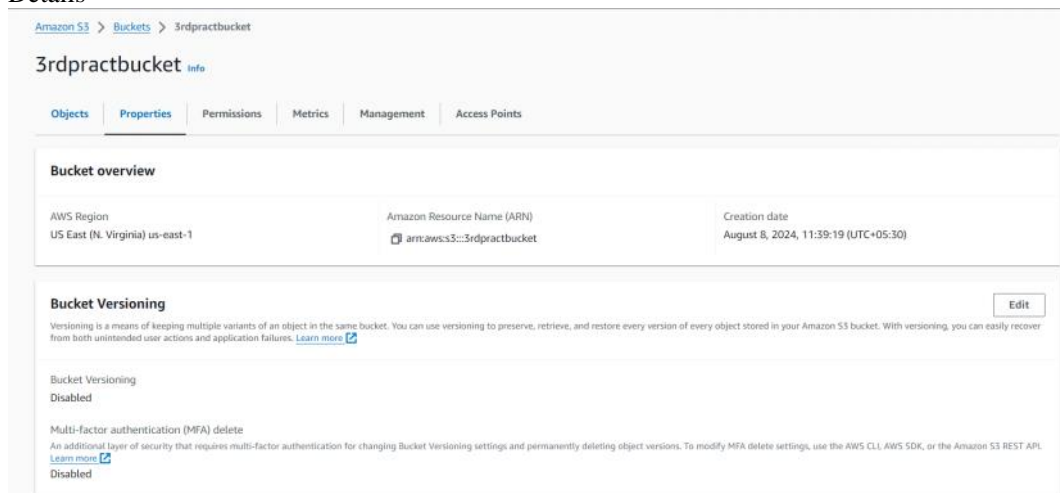 Details
Amazon S3 > Buckets > 3rdpractbucket
3rdpractbucket Info
Objects Properties Permissions Metrics Management Access Points
Bucket overview
AWS Region Amazon Resource Name (ARN) Creation date
US East (N. Virginia) us-east-1 arn:aws:s3:::3rdpractbucket August 8, 2024, 11:39:19 (UTC+05:30)
Bucket Versioning Edit
Versioning is a means of keeping multiple variants of an object in the same bucket. You can use versioning to preserve, retrieve, and restore every version of every object stored in your Amazon S3 bucket. With versioning, you can easily recover
from both unintended user actions and application failures. Learn more
Bucket Versioning
Disabled
Multi-factor authentication (MFA) delete
An additional layer of security that requires multi-factor authentication for changing Bucket Versioning settings and permanently deleting object versions. To modify MFA delete settings, use the AWS CLI, AWS SDK, or the Amazon S3 REST API.
Learn more
Disabled